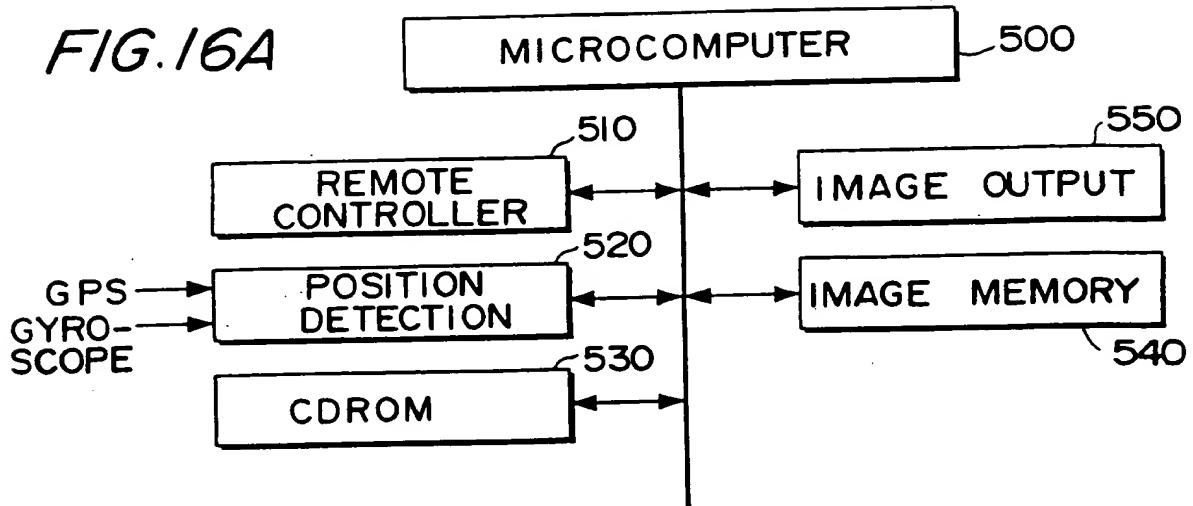 FIG.16A
MICROCOMPUTER
500
510
REMOTE
CONTROLLER
550
IMAGE OUTPUT
520
GPS
GYRO-
SCOPE
POSITION
DETECTION
IMAGE MEMORY
540
530
CDROM